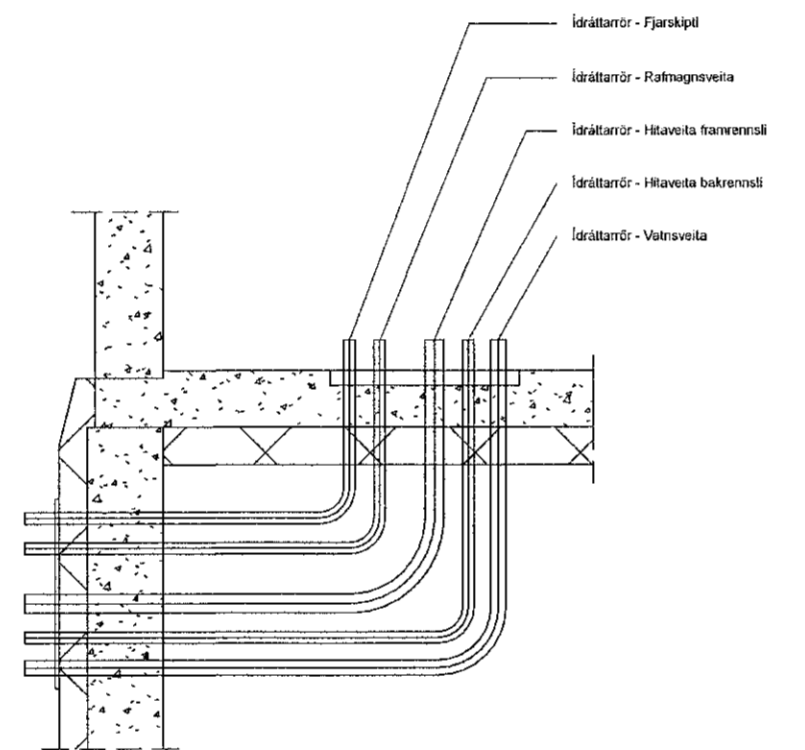 Ídráttarrör - Fjarskipti
Ídráttarrör - Rafmagnsveita
Ídráttarrör - Hitaveita framrennsli
Ídráttarrör - Hitaveita bakrennsli
Ídráttarrör - Vatnsveita